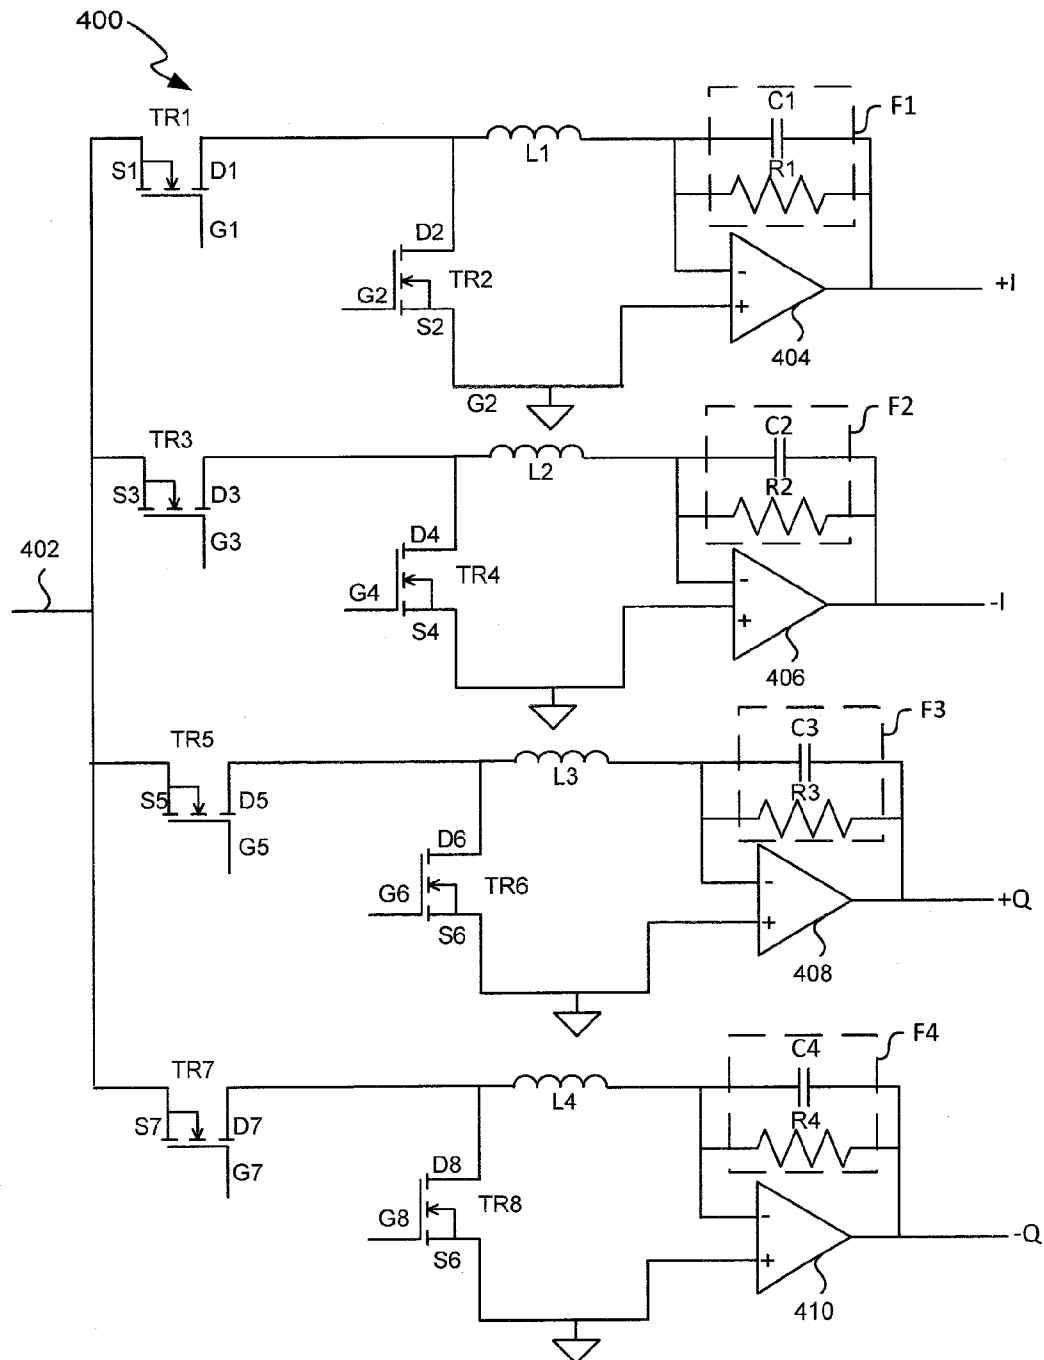 400
TR1
S1
D1
G1
L1
C1
R1
F1
D2
TR2
G2
S2
-
+
404
+I
G2
TR3
S3
D3
G3
L2
C2
R2
F2
402
D4
TR4
G4
S4
-
+
406
-I
TR5
S5
D5
G5
L3
C3
R3
F3
D6
TR6
G6
S6
-
+
408
+Q
TR7
S7
D7
G7
L4
C4
R4
F4
D8
TR8
G8
S6
-
+
410
-Q